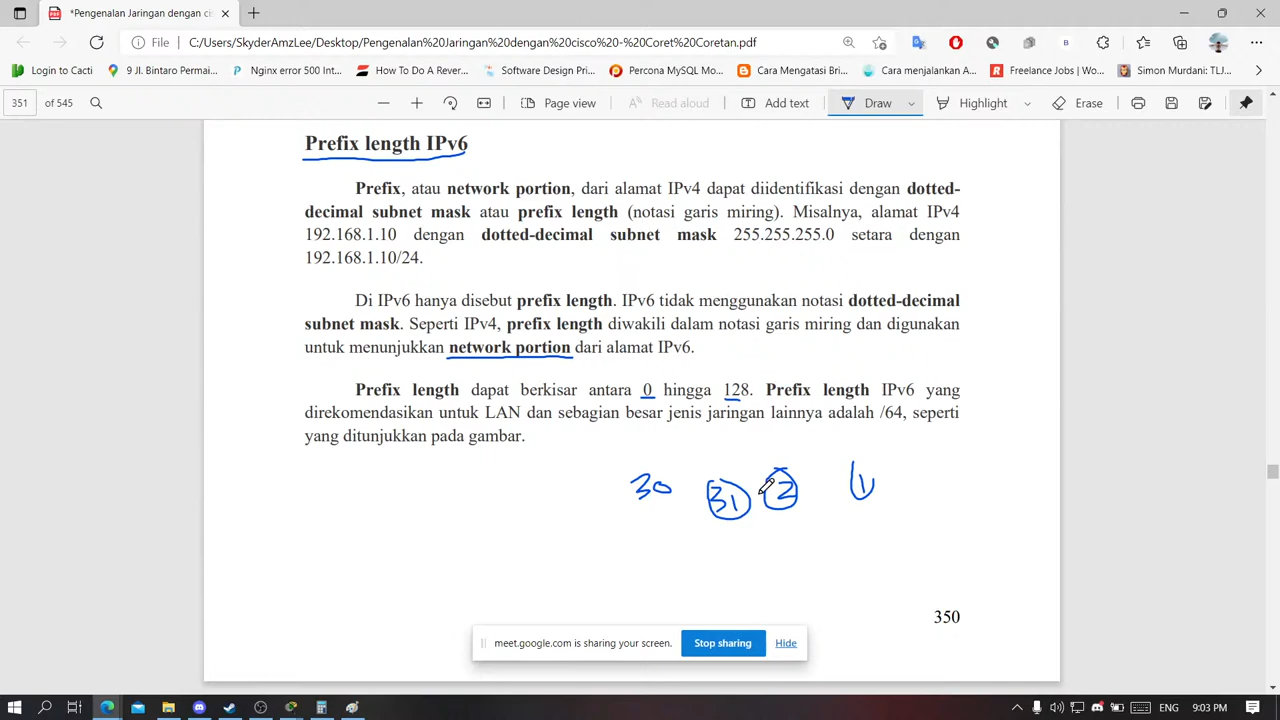 *Pengenalan Jaringan dengan cis
File C:/Users/SkyderAmzLee/Desktop/Pengenalan%20Jaringan%20dengan%20cisco%20-%20Coret%20Coretan.pdf
Login to Cacti 9 Jl. Bintaro Permai... Nginx error 500 Int... How To Do A Rever... Software Design Pri... Percona MySQL Mo... Cara Mengatasi Bri... Cara menjalankan A... Freelance Jobs | Wo... Simon Murdani: TLJ...
351 of 545 Page view Read aloud Add text Draw Highlight Erase
Prefix length IPv6
Prefix, atau network portion, dari alamat IPv4 dapat diidentifikasi dengan dotted-
decimal subnet mask atau prefix length (notasi garis miring). Misalnya, alamat IPv4
192.168.1.10 dengan dotted-decimal subnet mask 255.255.255.0 setara dengan
192.168.1.10/24.
Di IPv6 hanya disebut prefix length. IPv6 tidak menggunakan notasi dotted-decimal
subnet mask. Seperti IPv4, prefix length diwakili dalam notasi garis miring dan digunakan
untuk menunjukkan network portion dari alamat IPv6.
Prefix length dapat berkisar antara 0 hingga 128. Prefix length IPv6 yang
direkomendasikan untuk LAN dan sebagian besar jenis jaringan lainnya adalah /64, seperti
yang ditunjukkan pada gambar.
30 31 2 1
350
meet.google.com is sharing your screen. Stop sharing Hide
ENG 9:03 PM